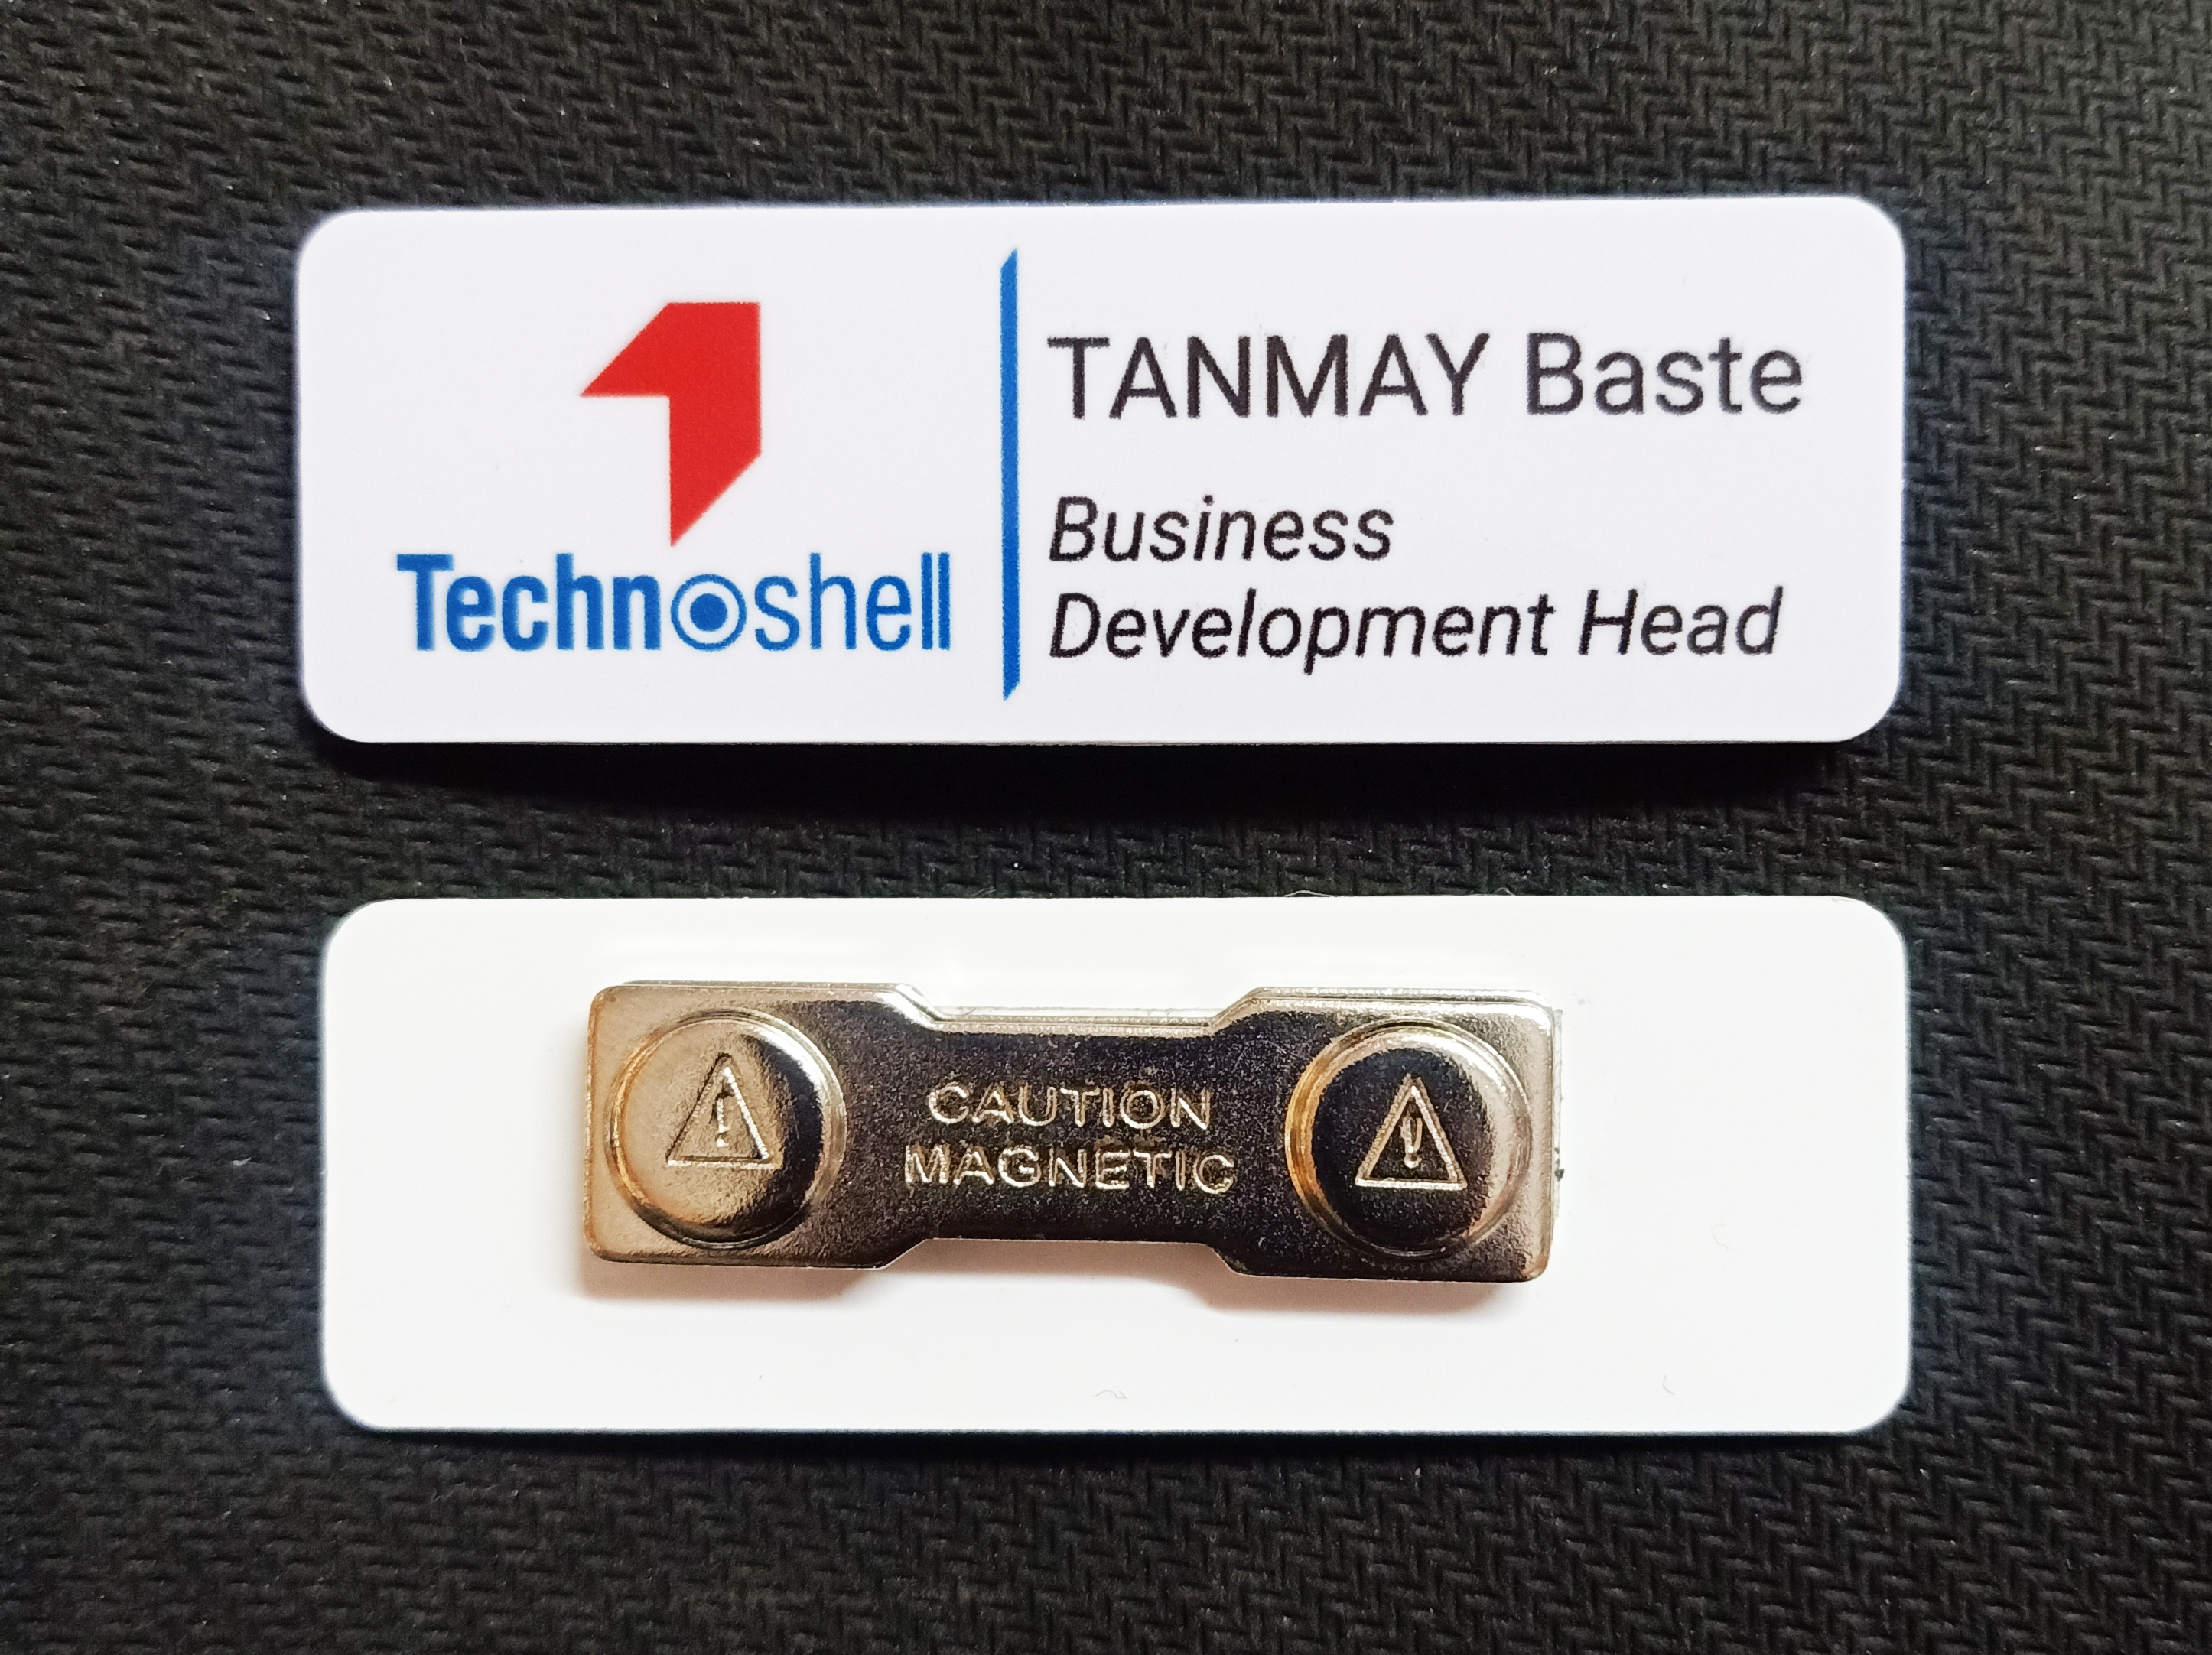 Technoshell
TANMAY Baste
Business
Development Head
CAUTION
MAGNETIC